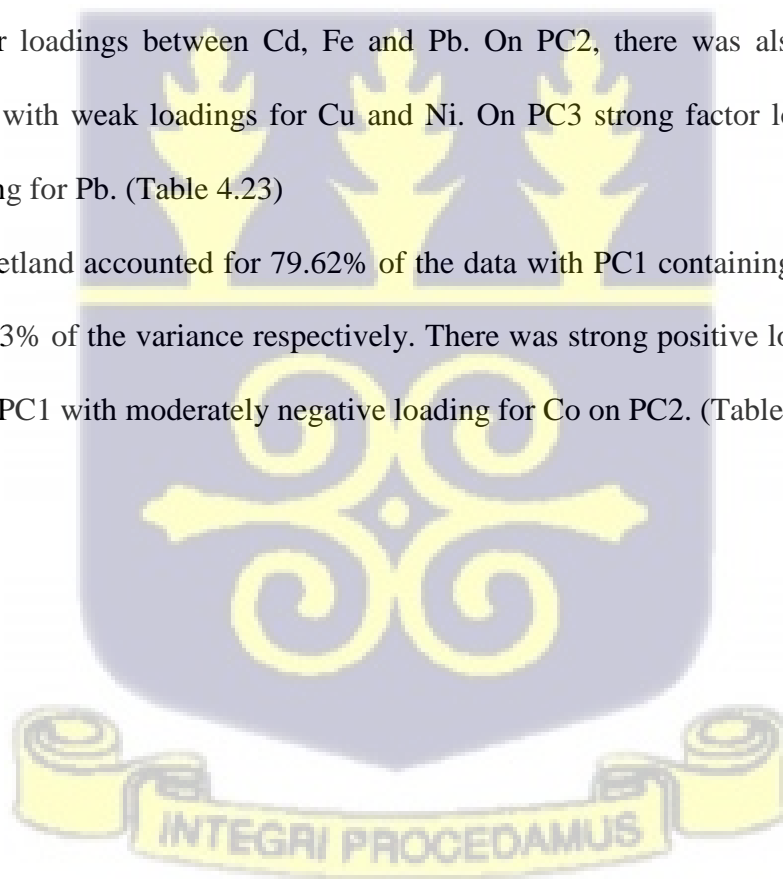 r loadings between Cd, Fe and Pb. On PC2, there was als
with weak loadings for Cu and Ni. On PC3 strong factor lo
ng for Pb. (Table 4.23)
etland accounted for 79.62% of the data with PC1 containing
3% of the variance respectively. There was strong positive lo
PC1 with moderately negative loading for Co on PC2. (Table
INTEGRI PROCEDAMUS